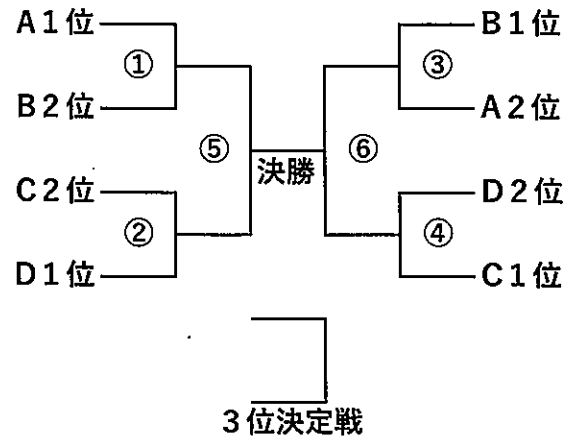 A1位
B1位
①
③
B2位
A2位
⑤
決勝
⑥
C2位
D2位
②
④
D1位
C1位
3位決定戦